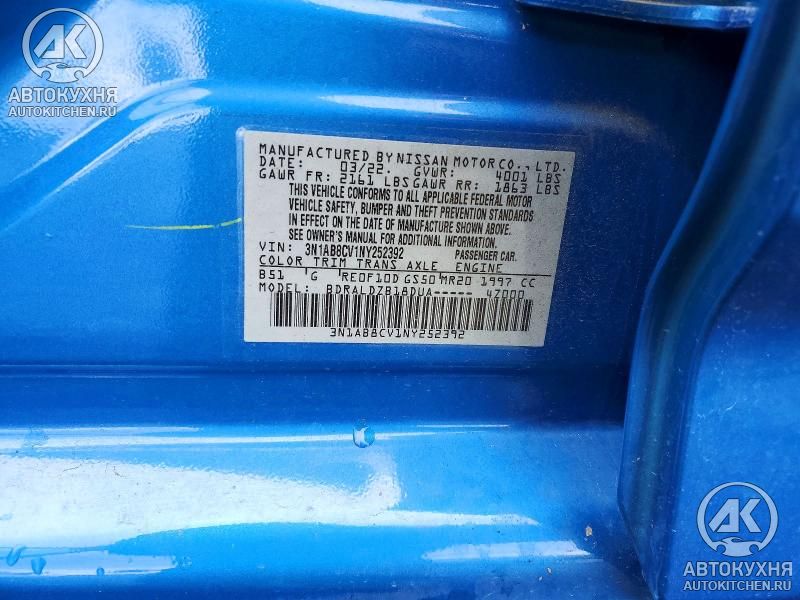 AK
АВТОКУХНЯ
AUTOKITCHEN.RU
MANUFACTURED BY NISSAN MOTOR CO., LTD.
DATE: 03/22. GVWR: 4001 LBS
GAWR FR: 2161 LBS GAWR RR: 1863 LBS
THIS VEHICLE CONFORMS TO ALL APPLICABLE FEDERAL MOTOR
VEHICLE SAFETY, BUMPER AND THEFT PREVENTION STANDARDS
IN EFFECT ON THE DATE OF MANUFACTURE SHOWN ABOVE.
SEE OWNER'S MANUAL FOR ADDITIONAL INFORMATION.
VIN: 3N1AB8CV1NY252392 PASSENGER CAR.
COLOR TRIM TRANS AXLE ENGINE
B51 G RE0F10D GS50 MR20 1997 CC
MODEL: BDRALDZB18DUA----- 4Z000
3N1AB8CV1NY252392
AK
АВТОКУХНЯ
AUTOKITCHEN.RU